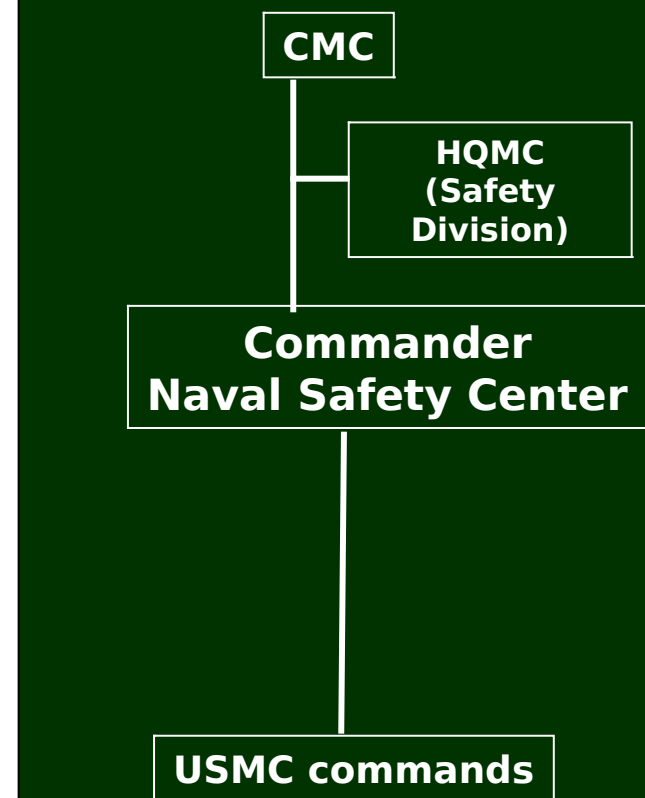 CMC
HQMC
(Safety
Division)
Commander
Naval Safety Center
USMC commands